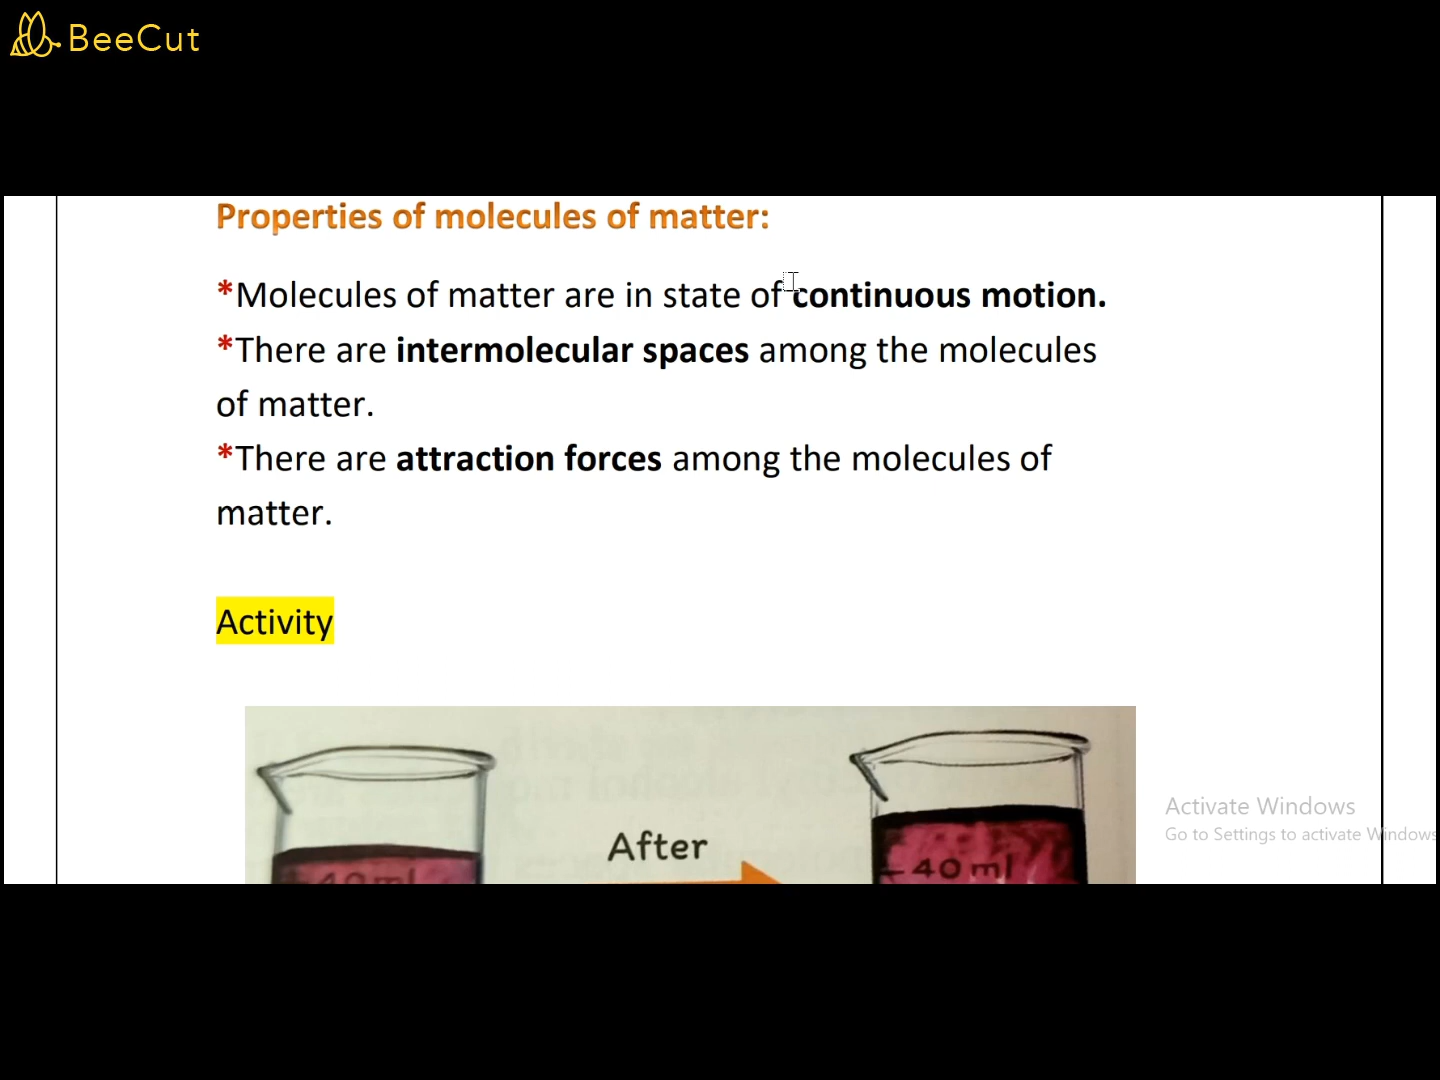 BeeCut
Properties of molecules of matter:
*Molecules of matter are in state of continuous motion.
*There are intermolecular spaces among the molecules
of matter.
*There are attraction forces among the molecules of
matter.
Activity
After
40 ml
40 ml
Activate Windows
Go to Settings to activate Windows